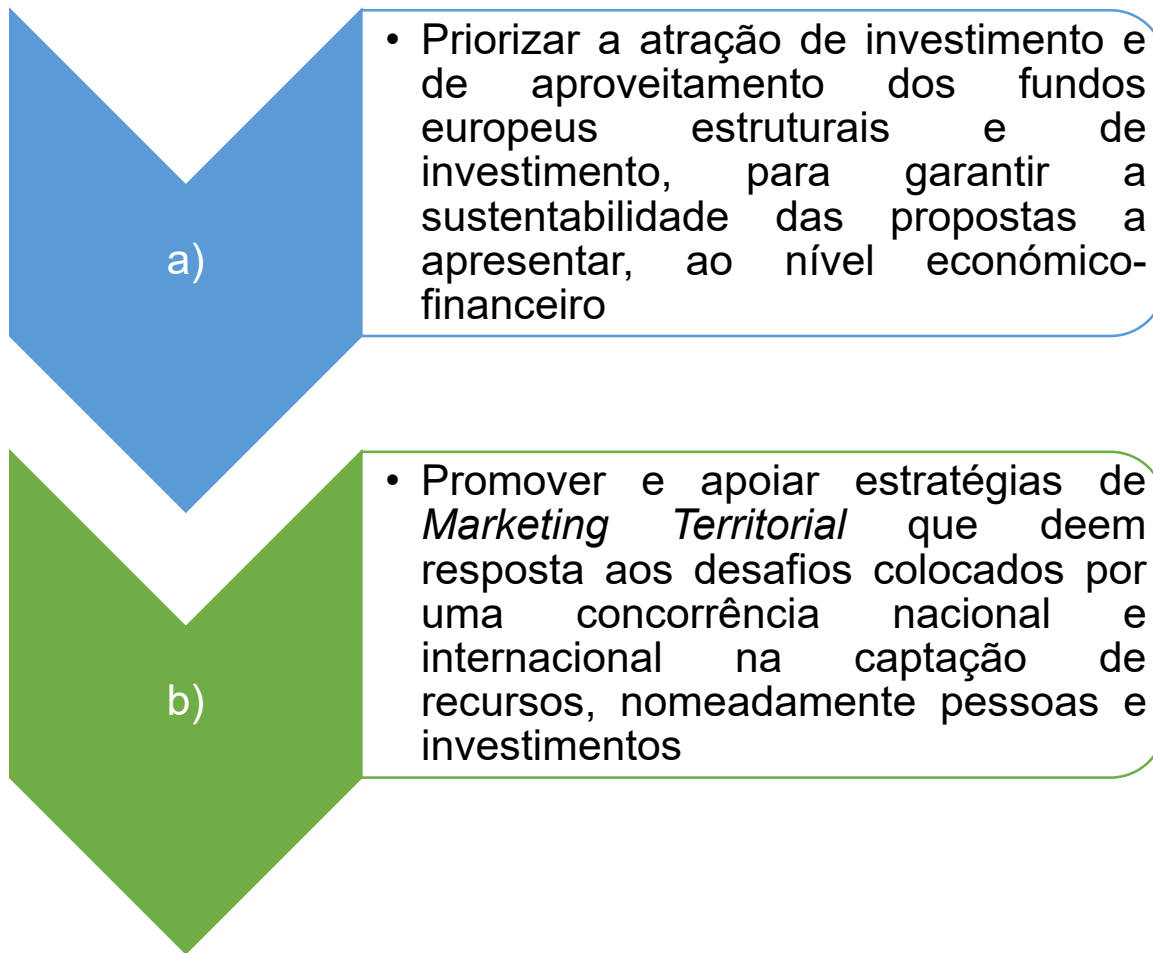 a)
• Priorizar a atração de investimento e
de aproveitamento dos fundos
europeus estruturais e de
investimento, para garantir a
sustentabilidade das propostas a
apresentar, ao nível económico-
financeiro
b)
• Promover e apoiar estratégias de
Marketing Territorial que deem
resposta aos desafios colocados por
uma concorrência nacional e
internacional na captação de
recursos, nomeadamente pessoas e
investimentos